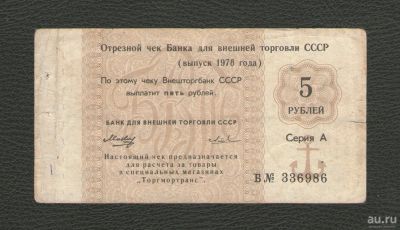 Отрезной чек Банка для внешней торговли СССР
(выпуск 1978 года)
По этому чеку Внешторгбанк СССР
выплатит пять рублей.
5
РУБЛЕЙ
БАНК ДЛЯ ВНЕШНЕЙ ТОРГОВЛИ СССР
Серия А
Настоящий чек предназначается
для расчета за товары
в специальных магазинах
"Торгмортранс".
В.№ 336986
au.ru